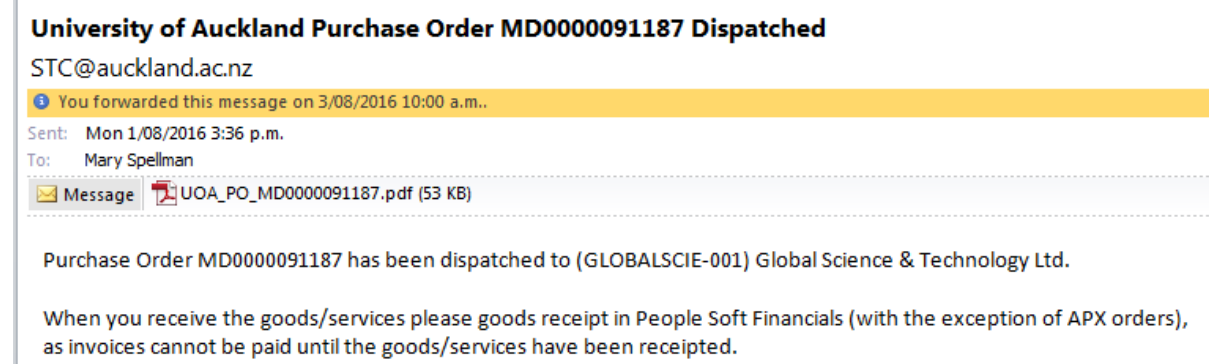 University of Auckland Purchase Order MD0000091187 Dispatched
STC@auckland.ac.nz
You forwarded this message on 3/08/2016 10:00 a.m..
Sent: Mon 1/08/2016 3:36 p.m.
To: Mary Spellman
Message UOA_PO_MD0000091187.pdf (53 KB)
Purchase Order MD0000091187 has been dispatched to (GLOBALSCIE-001) Global Science & Technology Ltd.
When you receive the goods/services please goods receipt in People Soft Financials (with the exception of APX orders),
as invoices cannot be paid until the goods/services have been receipted.